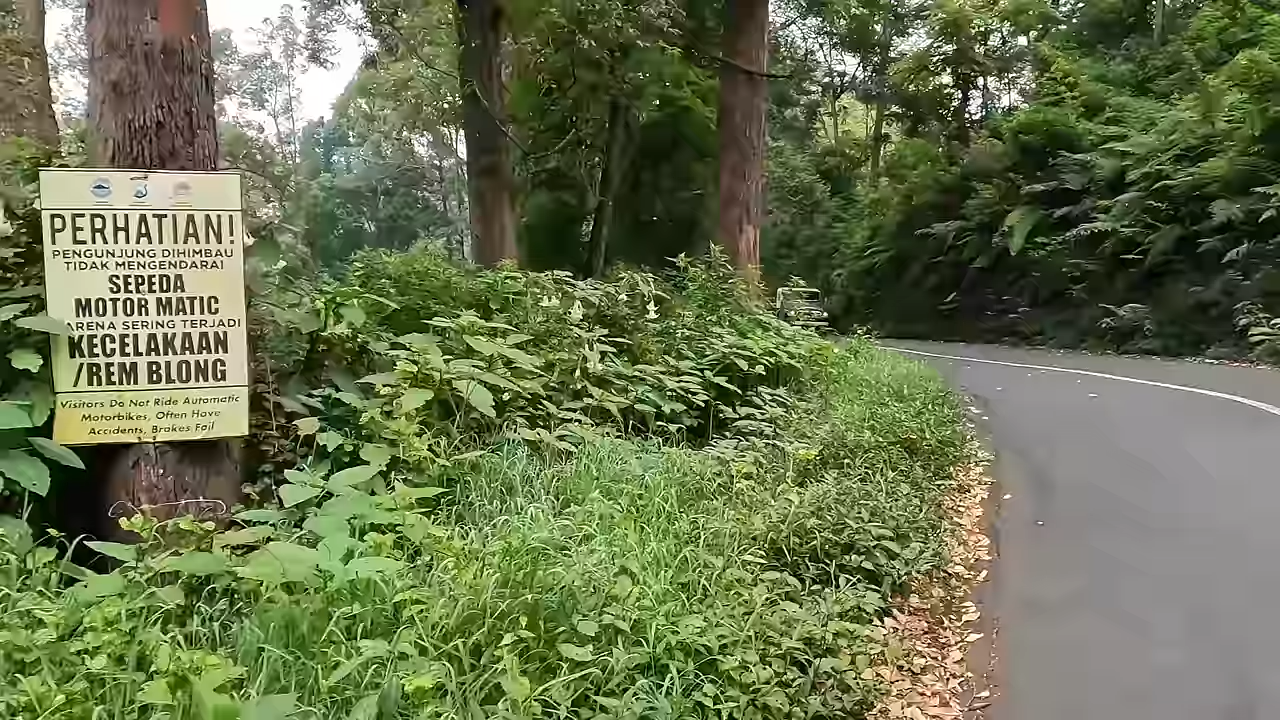 PERHATIAN!
PENGUNJUNG DIHIMBAU
TIDAK MENGENDARAI
SEPEDA
MOTOR MATIC
ARENA SERING TERJADI
KECELAKAAN
/REM BLONG
Visitors Do Not Ride Automatic
Motorbikes, Often Have
Accidents, Brakes Fail